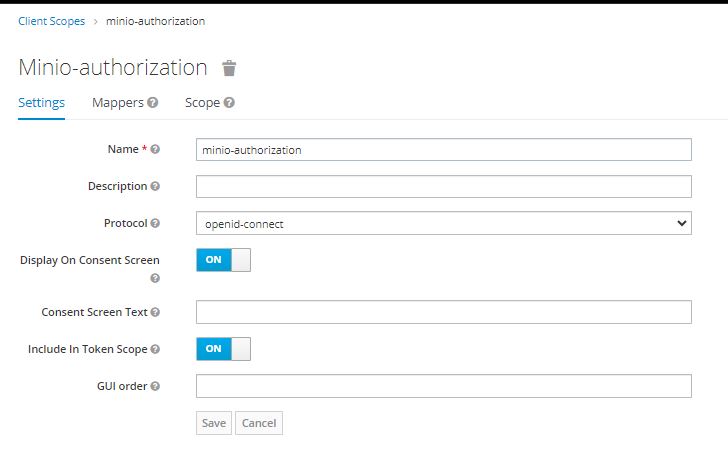 Client Scopes > minio-authorization
Minio-authorization
Settings Mappers ? Scope ?
Name * ? minio-authorization
Description ?
Protocol ? openid-connect
Display On Consent Screen ON
?
Consent Screen Text ?
Include In Token Scope ? ON
GUI order ?
Save Cancel